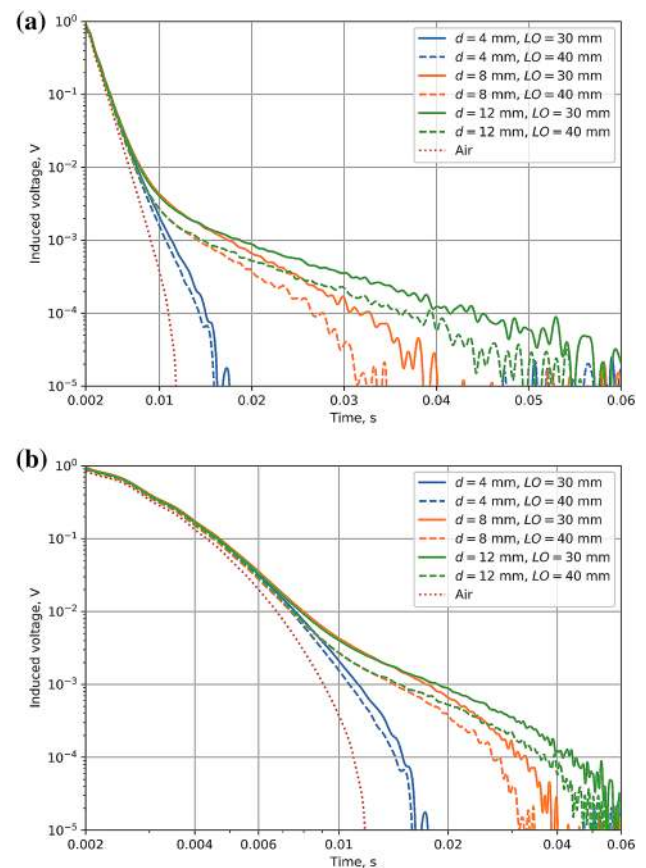 (a)
10⁰
10⁻¹
10⁻²
10⁻³
10⁻⁴
10⁻⁵
Induced voltage, V
0.002
0.01
0.02
0.03
0.04
0.05
0.06
Time, s
d = 4 mm, LO = 30 mm
d = 4 mm, LO = 40 mm
d = 8 mm, LO = 30 mm
d = 8 mm, LO = 40 mm
d = 12 mm, LO = 30 mm
d = 12 mm, LO = 40 mm
Air
(b)
10⁰
10⁻¹
10⁻²
10⁻³
10⁻⁴
10⁻⁵
Induced voltage, V
0.002
0.004
0.006
0.01
0.02
0.04
0.06
Time, s
d = 4 mm, LO = 30 mm
d = 4 mm, LO = 40 mm
d = 8 mm, LO = 30 mm
d = 8 mm, LO = 40 mm
d = 12 mm, LO = 30 mm
d = 12 mm, LO = 40 mm
Air